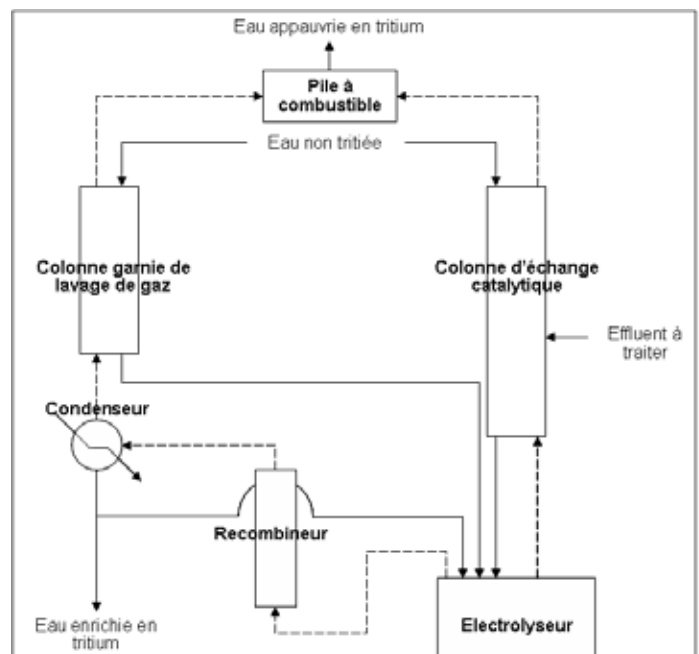 Eau appauvrie en tritium
Pile à
combustible
Eau non tritiée
Colonne garnie de
lavage de gaz
Colonne d'échange
catalytique
Effluent à
traiter
Condenseur
Recombineur
Eau enrichie en
tritium
Electrolyseur